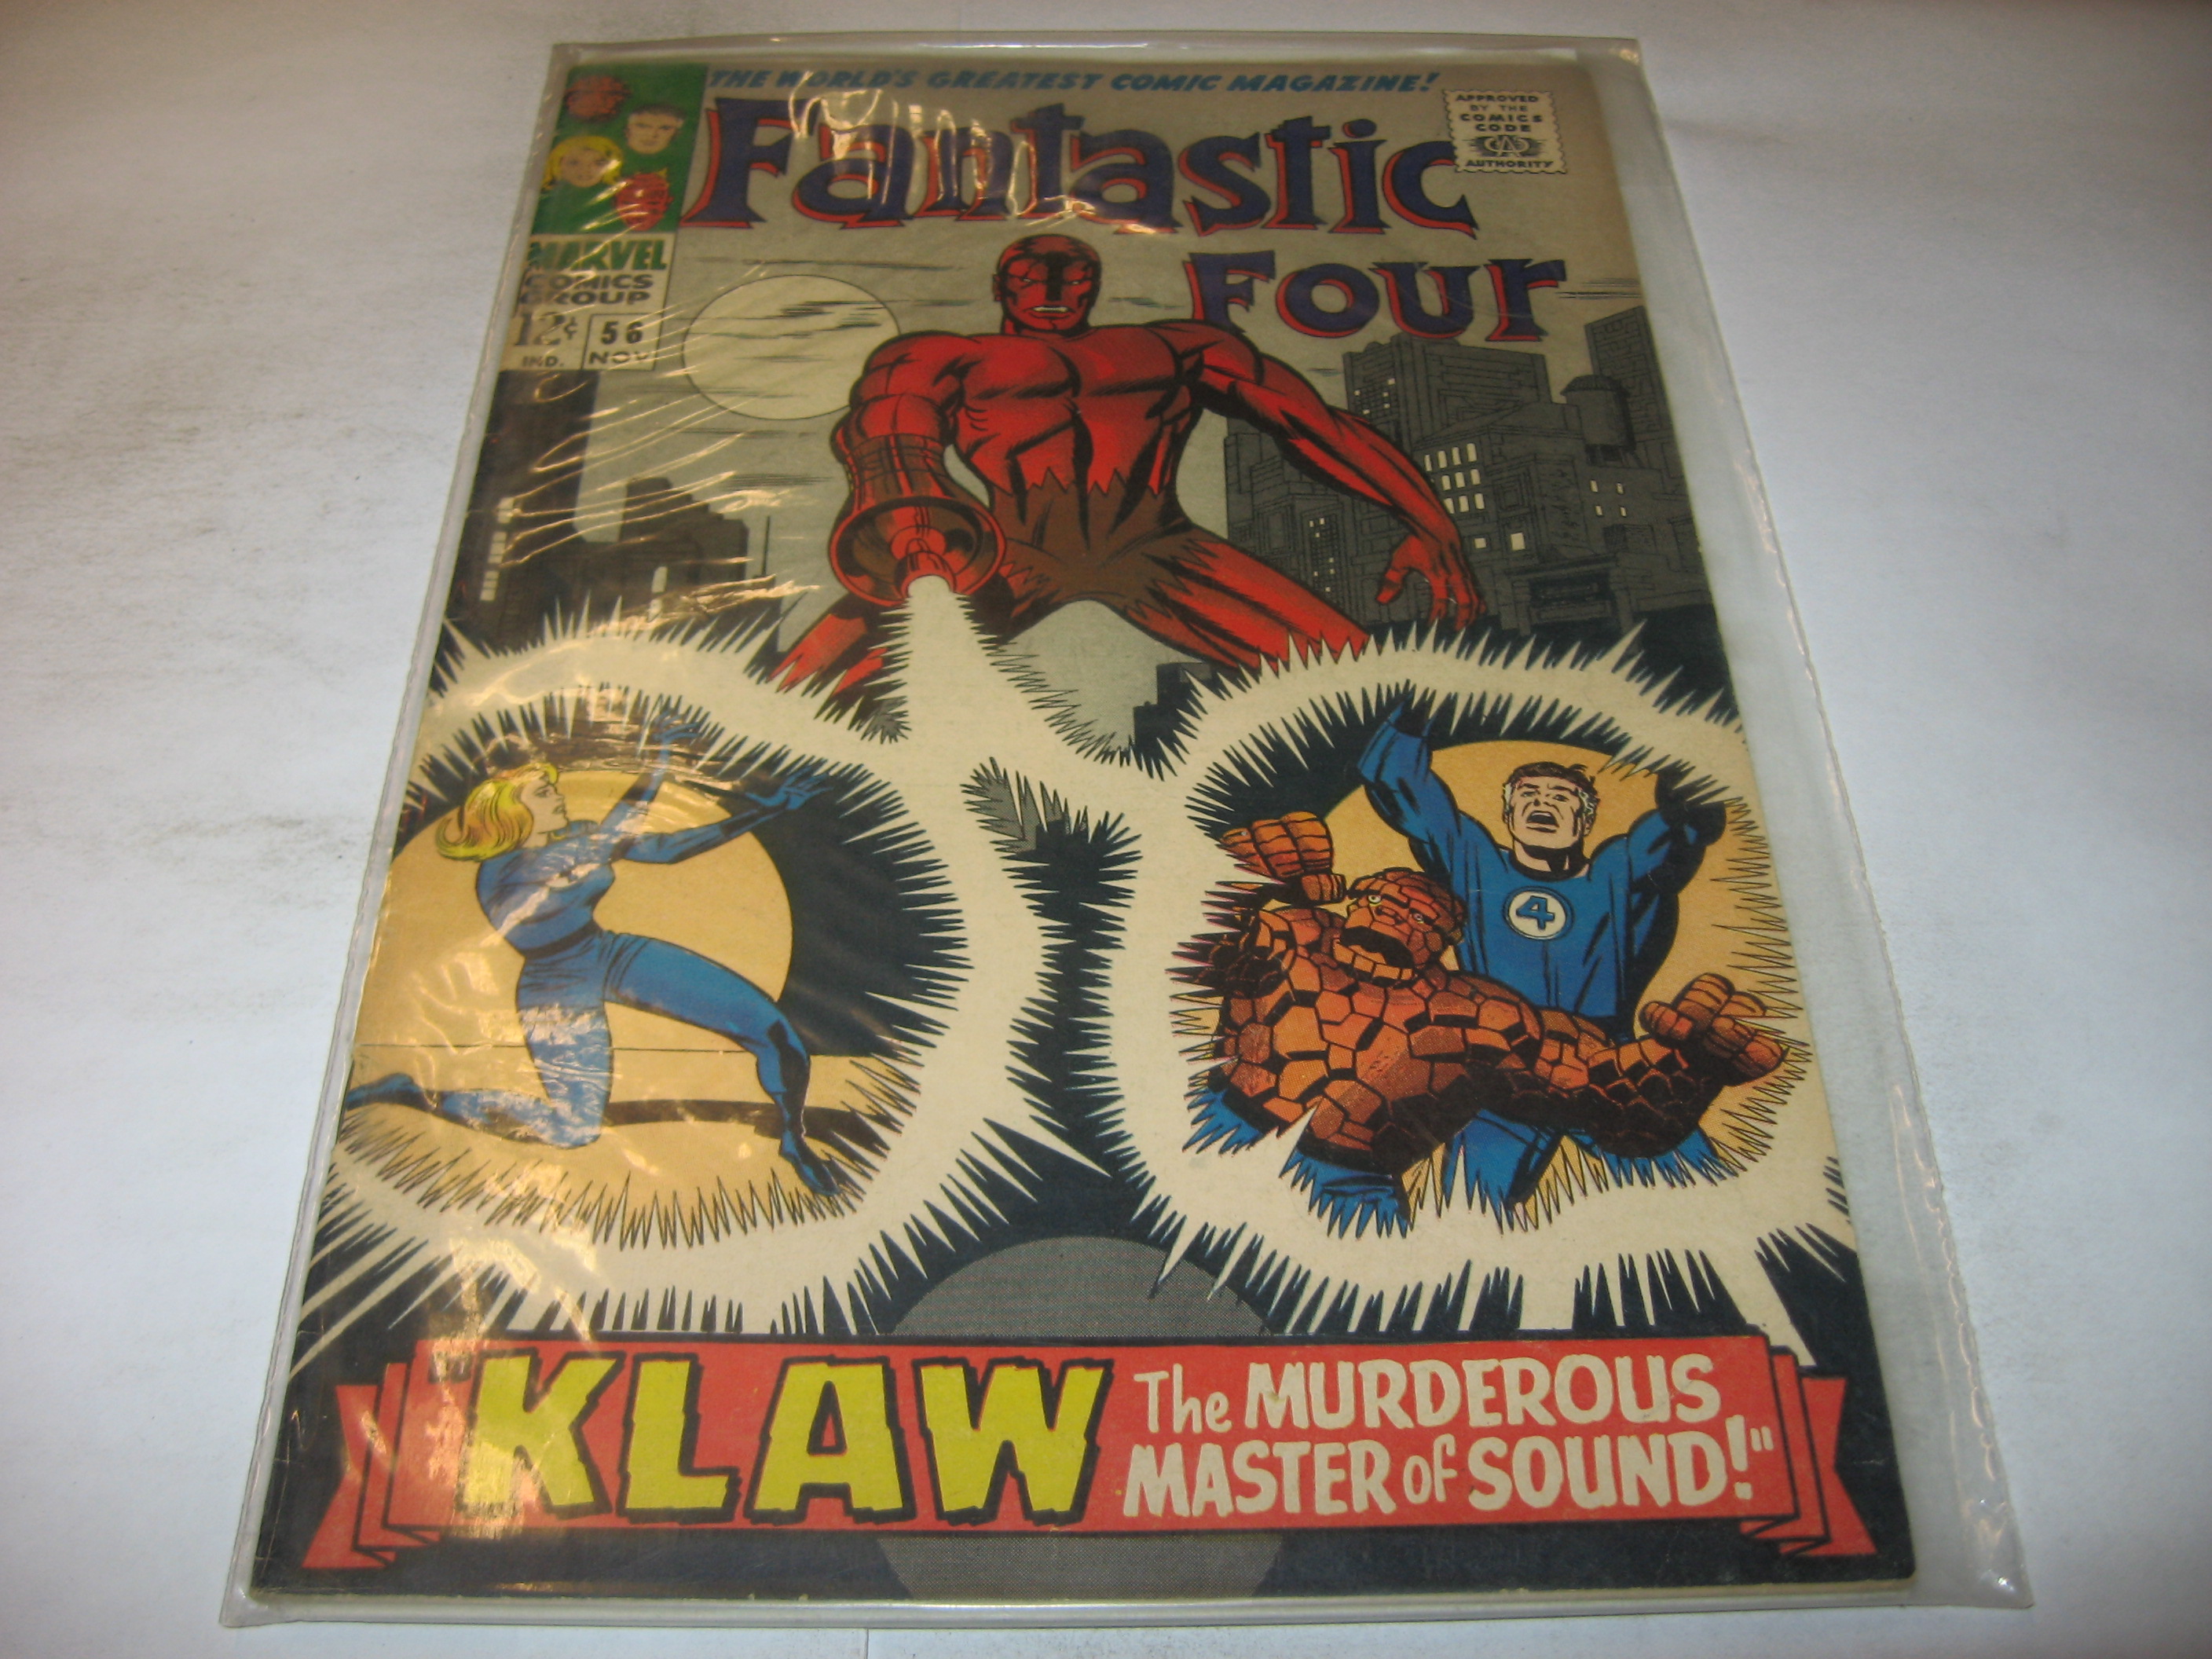 THE WORLD'S GREATEST COMIC MAGAZINE!
Fantastic
Four
APPROVED
BY THE
COMICS
CODE
CA
AUTHORITY
MARVEL
COMICS
GROUP
12¢
IND.
56
NOV
4
"KLAW
The MURDEROUS
MASTER of SOUND!"